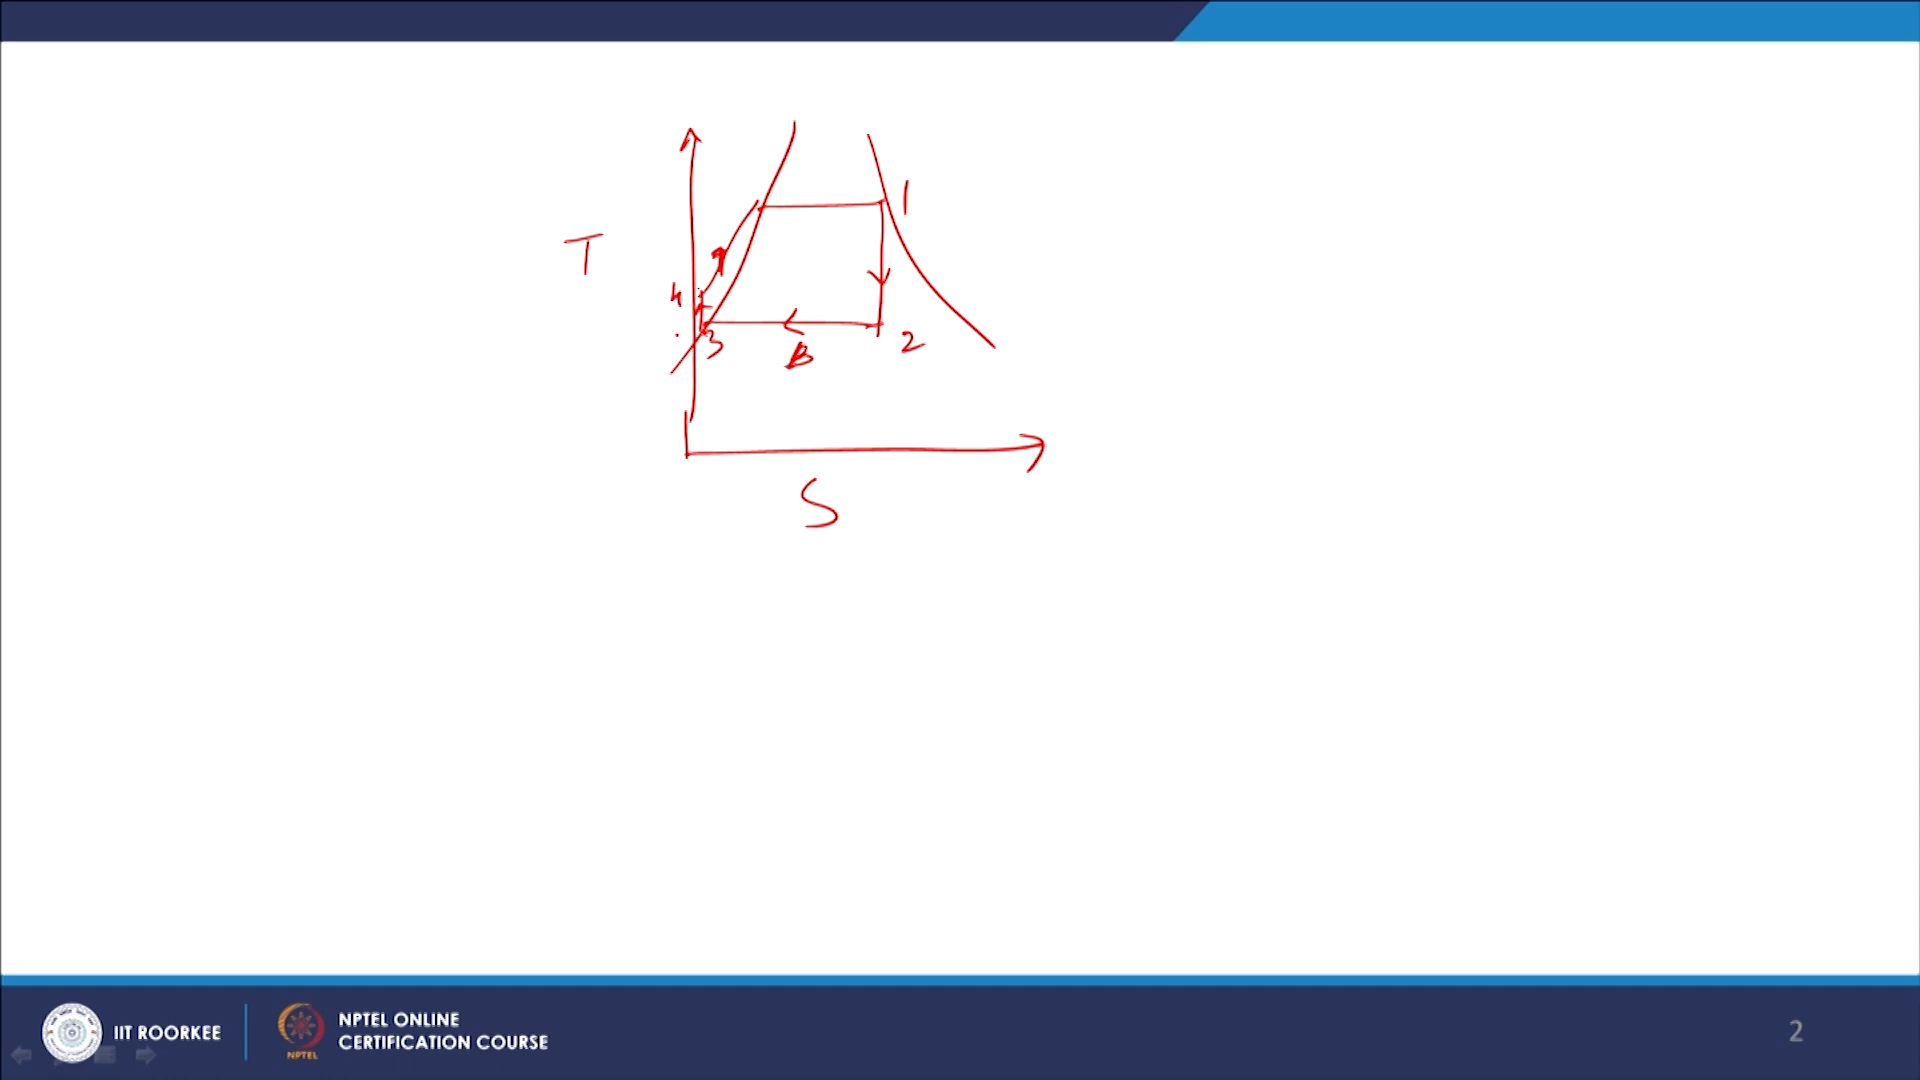 T
1
4
3
B
2
S
IIT ROORKEE
NPTEL
NPTEL ONLINE
CERTIFICATION COURSE
2